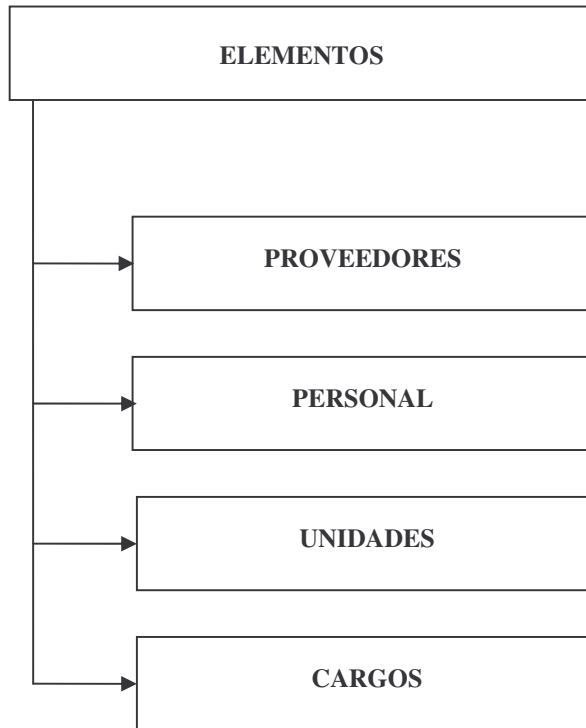 ELEMENTOS
PROVEEDORES
PERSONAL
UNIDADES
CARGOS